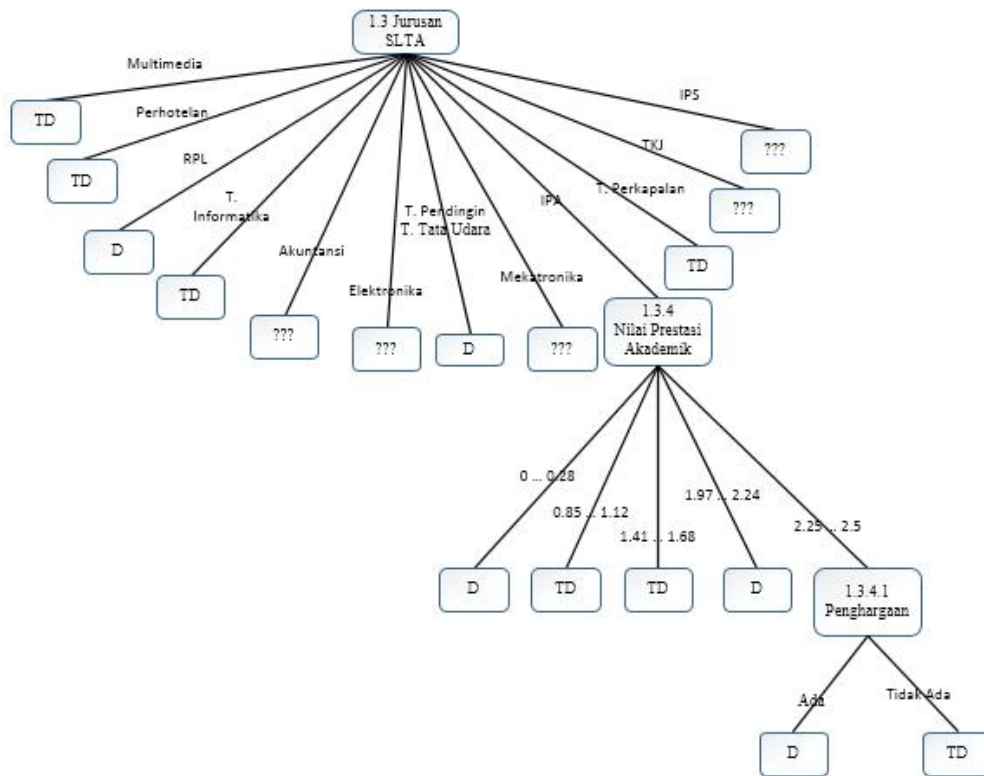 1.3 Jurusan
SLTA
Multimedia
IPS
TD
Perhotelan
???
TKJ
RPL
TD
T. Perkapalan
IPA
???
T.
Informatika
T. Pendingin
T. Tata Udara
D
Akuntansi
TD
Mekatronika
TD
Elektronika
???
???
D
???
1.3.4
Nilai Prestasi
Akademik
0 ... 0.28
1.97 .. 2.24
0.85 .. 1.12
2.25 .. 2.5
1.41 .. 1.68
D
TD
TD
D
1.3.4.1
Penghargaan
Ada
Tidak Ada
D
TD